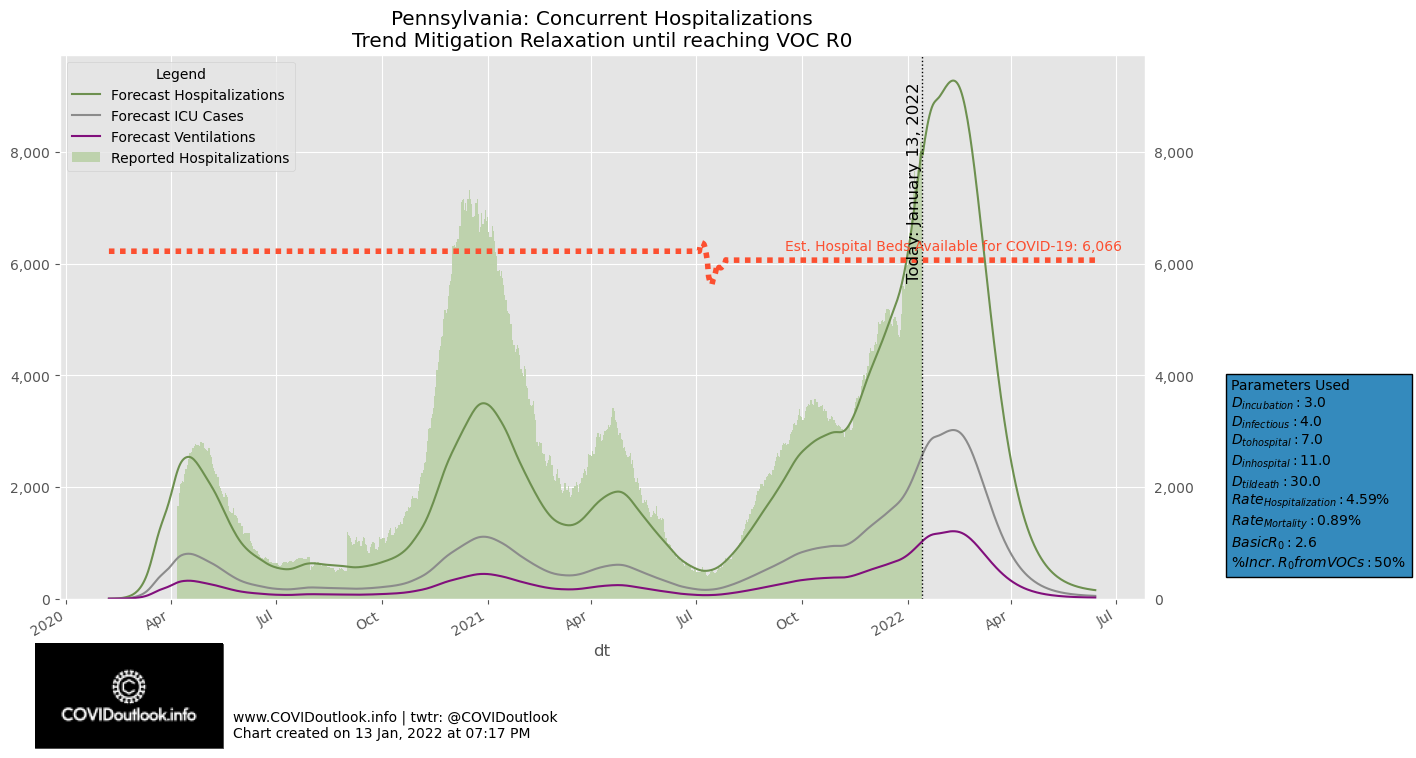 Pennsylvania: Concurrent Hospitalizations
Trend Mitigation Relaxation until reaching VOC R0
Legend
Forecast Hospitalizations
Forecast ICU Cases
Forecast Ventilations
Reported Hospitalizations
8,000
6,000
4,000
2,000
0
8,000
6,000
4,000
2,000
0
Today: January 13, 2022
Est. Hospital Beds Available for COVID-19: 6,066
2020
Apr
Jul
Oct
2021
Apr
Jul
Oct
2022
Apr
Jul
dt
Parameters Used
D_incubation : 3.0
D_infectious : 4.0
D_tohospital : 7.0
D_inhospital : 11.0
D_tildeath : 30.0
Rate_Hospitalization : 4.59%
Rate_Mortality : 0.89%
BasicR_0 : 2.6
%Incr.R_0fromVOCs : 50%
COVIDoutlook.info
www.COVIDoutlook.info | twtr: @COVIDoutlook
Chart created on 13 Jan, 2022 at 07:17 PM